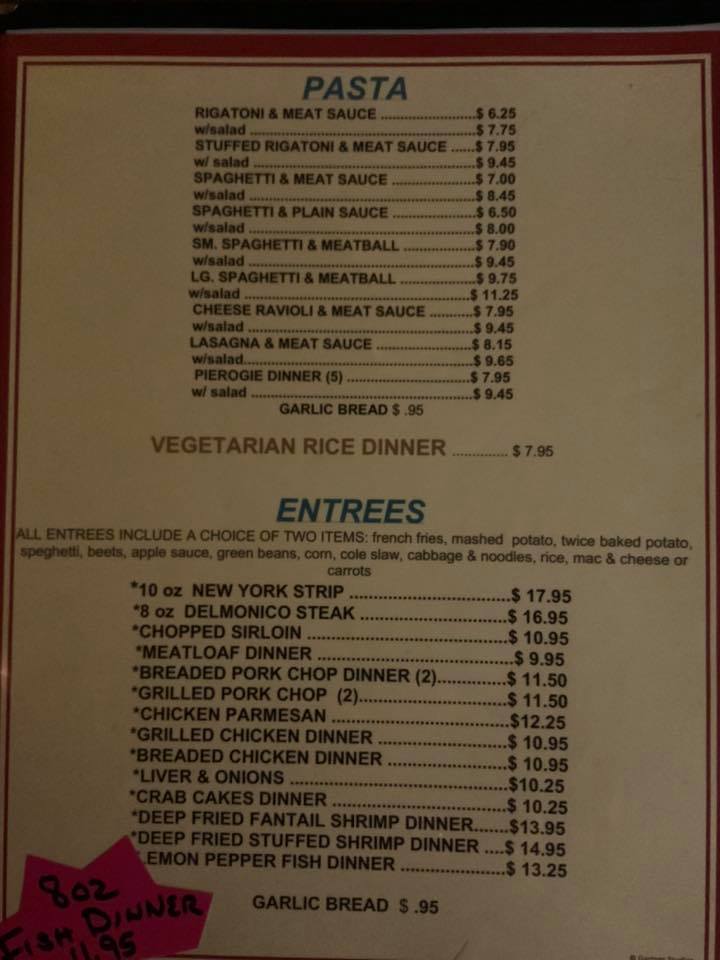 PASTA
RIGATONI & MEAT SAUCE ........................$ 6.25
w/salad ..........................................................$ 7.75
STUFFED RIGATONI & MEAT SAUCE ......$ 7.95
w/ salad .........................................................$ 9.45
SPAGHETTI & MEAT SAUCE .....................$ 7.00
w/salad ..........................................................$ 8.45
SPAGHETTI & PLAIN SAUCE .....................$ 6.50
w/salad ..........................................................$ 8.00
SM. SPAGHETTI & MEATBALL ..................$ 7.90
w/salad ..........................................................$ 9.45
LG. SPAGHETTI & MEATBALL ...................$ 9.75
w/salad ..........................................................$ 11.25
CHEESE RAVIOLI & MEAT SAUCE ...........$ 7.95
w/salad ..........................................................$ 9.45
LASAGNA & MEAT SAUCE ........................$ 8.15
w/salad...........................................................$ 9.65
PIEROGIE DINNER (5) ...............................$ 7.95
w/ salad .........................................................$ 9.45
GARLIC BREAD $ .95
VEGETARIAN RICE DINNER .............. $ 7.95
ENTREES
ALL ENTREES INCLUDE A CHOICE OF TWO ITEMS: french fries, mashed potato, twice baked potato,
speghetti, beets, apple sauce, green beans, corn, cole slaw, cabbage & noodles, rice, mac & cheese or
carrots
*10 oz NEW YORK STRIP ......................................$ 17.95
*8 oz DELMONICO STEAK ...................................$ 16.95
*CHOPPED SIRLOIN ..............................................$ 10.95
*MEATLOAF DINNER .............................................$ 9.95
*BREADED PORK CHOP DINNER (2)................$ 11.50
*GRILLED PORK CHOP (2)...................................$ 11.50
*CHICKEN PARMESAN ..........................................$12.25
*GRILLED CHICKEN DINNER ...............................$ 10.95
*BREADED CHICKEN DINNER .............................$ 10.95
*LIVER & ONIONS ...................................................$10.25
*CRAB CAKES DINNER .........................................$ 10.25
*DEEP FRIED FANTAIL SHRIMP DINNER........$13.95
*DEEP FRIED STUFFED SHRIMP DINNER ....$ 14.95
LEMON PEPPER FISH DINNER .........................$ 13.25
GARLIC BREAD $ .95
8oz
FISH DINNER
11.95